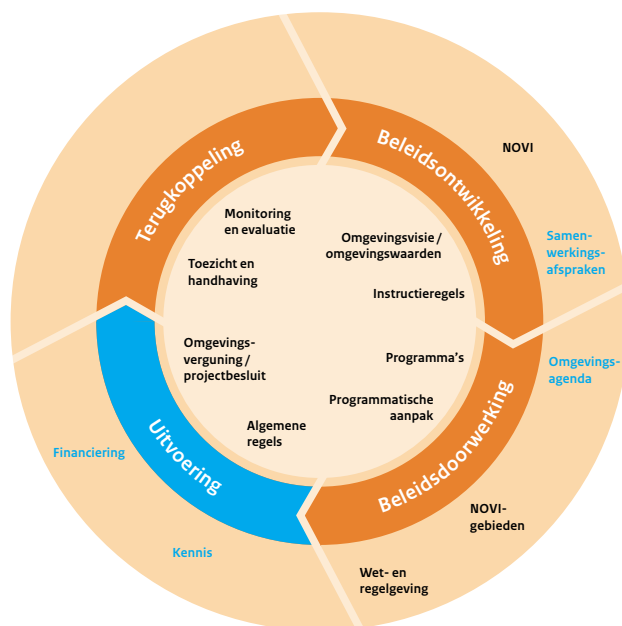 Terugkoppeling
Beleidsontwikkeling
NOVI
Samen-
werkings-
afspraken
Monitoring
en evaluatie
Omgevingsvisie /
omgevingswaarden
Toezicht en
handhaving
Instructieregels
Omgevings-
verguning /
projectbesluit
Programma's
Omgevings-
agenda
Programmatische
aanpak
Algemene
regels
Uitvoering
Beleidsdoorwerking
Financiering
NOVI-
gebieden
Kennis
Wet- en
regelgeving